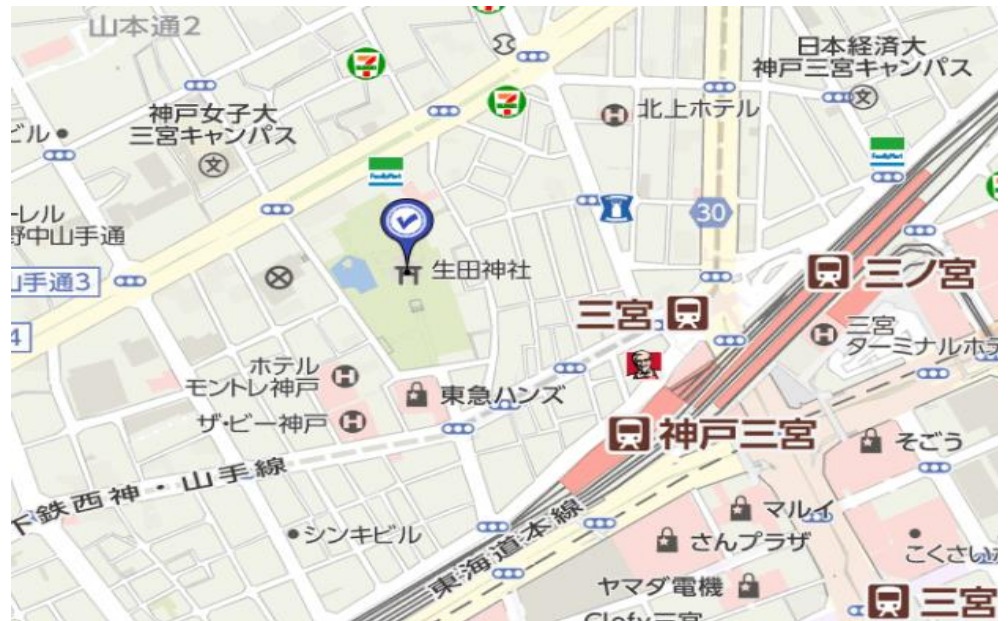 山本通2
日本経済大
神戸三宮キャンパス
神戸女子大
三宮キャンパス
北上ホテル
ビル
FamilyMart
FamilyMart
ーレル
野中山手通
30
生田神社
山手通3
三ノ宮
三宮
4
三宮
ターミナルホテ
ホテル
モントレ神戸
東急ハンズ
ザ・ビー神戸
神戸三宮
そごう
下鉄西神・山手線
マルイ
シンキビル
さんプラザ
東海道本線
こくさい
ヤマダ電機
三宮